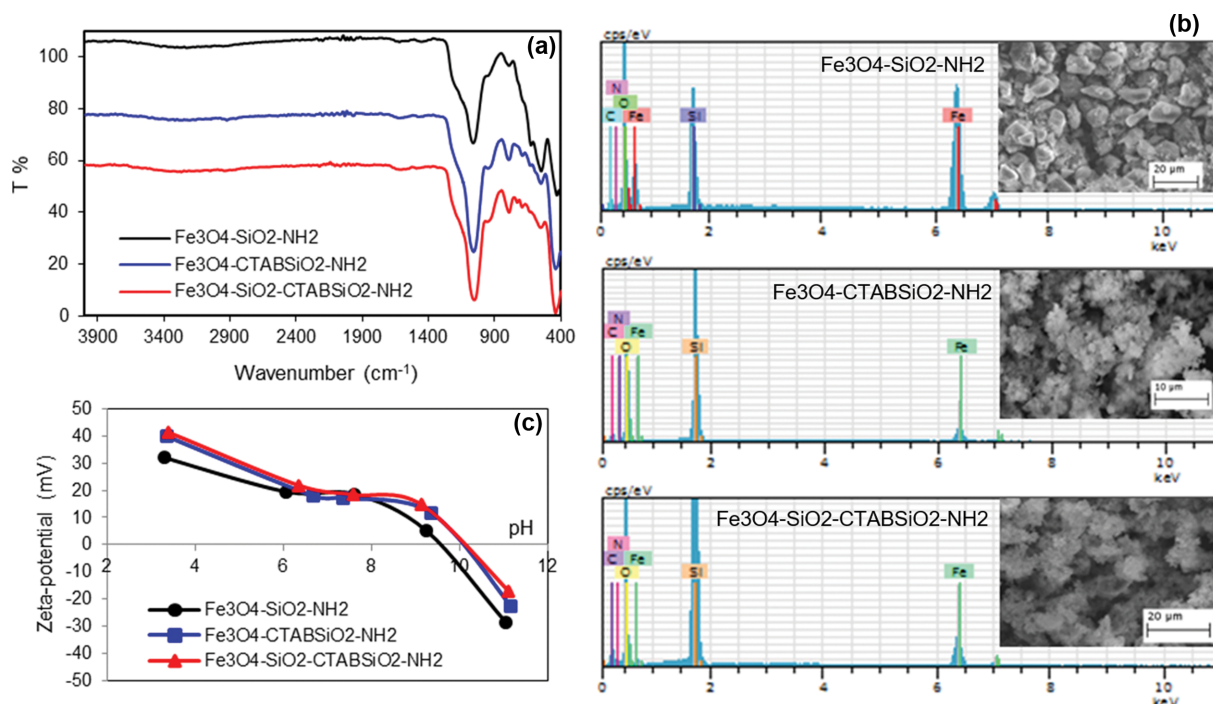 (a)
T %
100
80
60
40
20
0
Fe3O4-SiO2-NH2
Fe3O4-CTABSiO2-NH2
Fe3O4-SiO2-CTABSiO2-NH2
3900 3400 2900 2400 1900 1400 900 400
Wavenumber (cm-1)
(b)
cps/eV
Fe3O4-SiO2-NH2
N
O
C Fe Si Fe
20 µm
2 4 6 8 10
keV keV
cps/eV
Fe3O4-CTABSiO2-NH2
N
C Fe
O Si Fe
10 µm
0 2 4 6 8 10
keV
cps/eV
Fe3O4-SiO2-CTABSiO2-NH2
N
C Fe
O Si Fe
20 µm
0 2 4 6 8 10
keV
(c)
Zeta-potential (mV)
50
40
30
20
10
0
-10
-20
-30
-40
-50
pH
2 4 6 8 10 12
Fe3O4-SiO2-NH2
Fe3O4-CTABSiO2-NH2
Fe3O4-SiO2-CTABSiO2-NH2